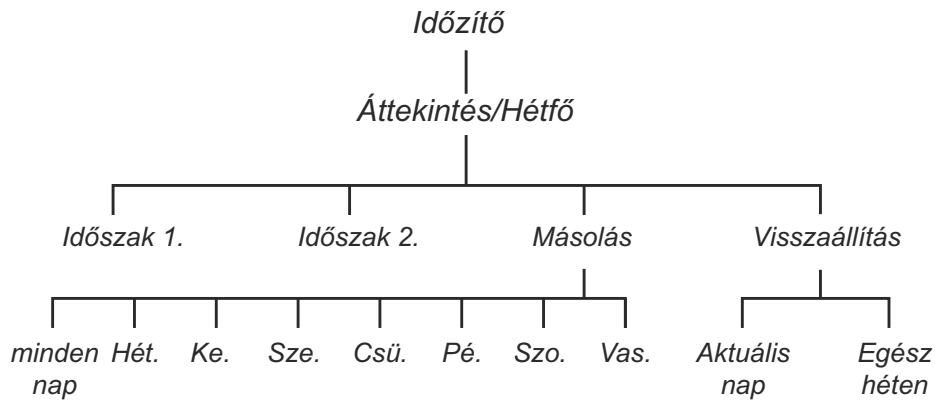 Időzítő
Áttekintés/Hétfő
Időszak 1. Időszak 2. Másolás Visszaállítás
minden Hét. Ke. Sze. Csü. Pé. Szo. Vas. Aktuális Egész
nap nap héten